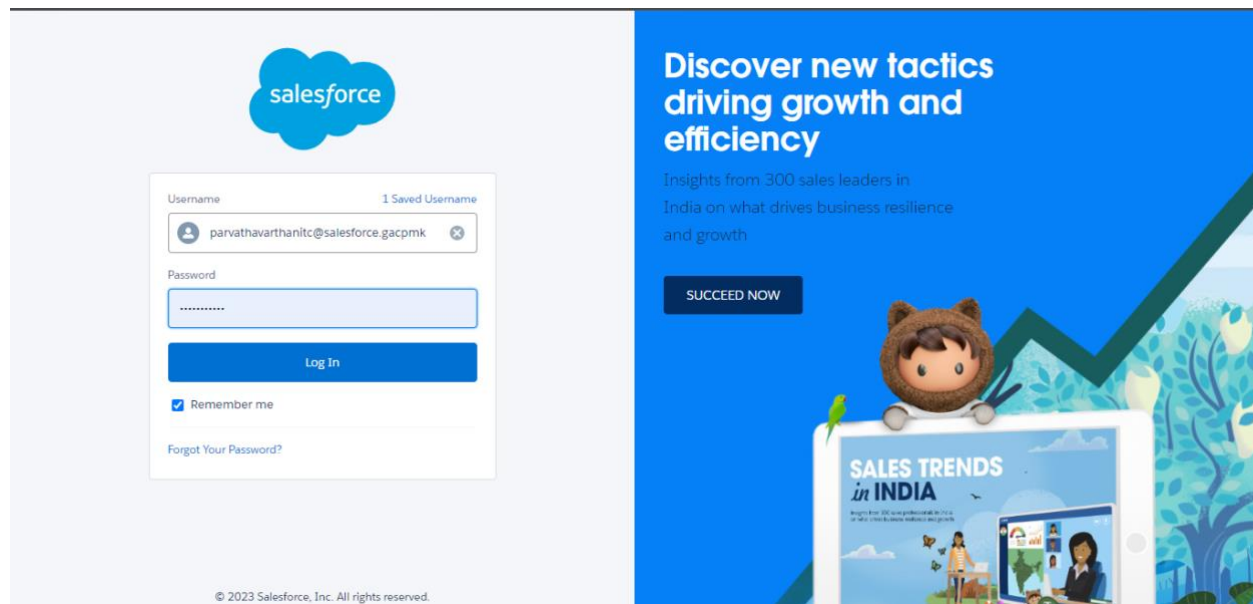 salesforce
Username
1 Saved Username
parvathavarthanitc@salesforce.gacpmk
Password
...........
Log In
Remember me
Forgot Your Password?
© 2023 Salesforce, Inc. All rights reserved.
Discover new tactics
driving growth and
efficiency
Insights from 300 sales leaders in
India on what drives business resilience
and growth
SUCCEED NOW
SALES TRENDS
in INDIA